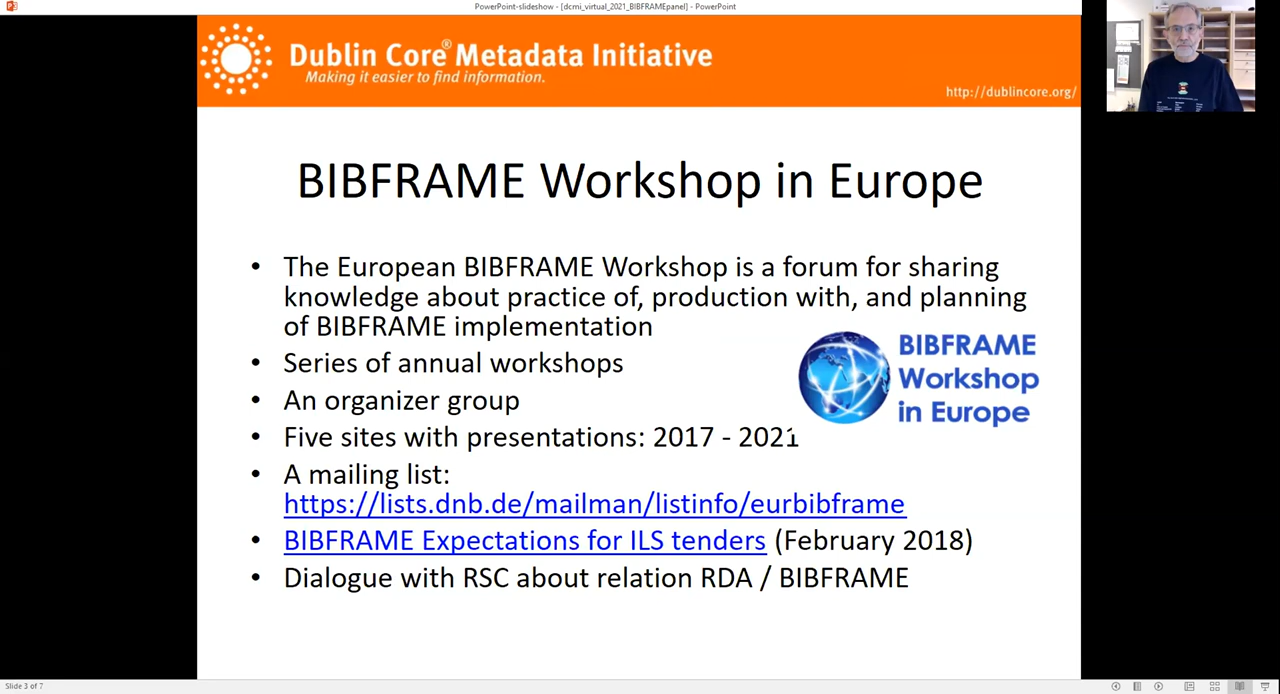 PowerPoint-slideshow - [dcmi_virtual_2021_BIBFRAMEpanel] - PowerPoint
Dublin Core® Metadata Initiative
Making it easier to find information.
http://dublincore.org/
BIBFRAME Workshop in Europe
• The European BIBFRAME Workshop is a forum for sharing
knowledge about practice of, production with, and planning
of BIBFRAME implementation
• Series of annual workshops
• An organizer group
• Five sites with presentations: 2017 - 2021
• A mailing list:
https://lists.dnb.de/mailman/listinfo/eurbibframe
• BIBFRAME Expectations for ILS tenders (February 2018)
• Dialogue with RSC about relation RDA / BIBFRAME
BIBFRAME
Workshop
in Europe
Slide 3 of 7